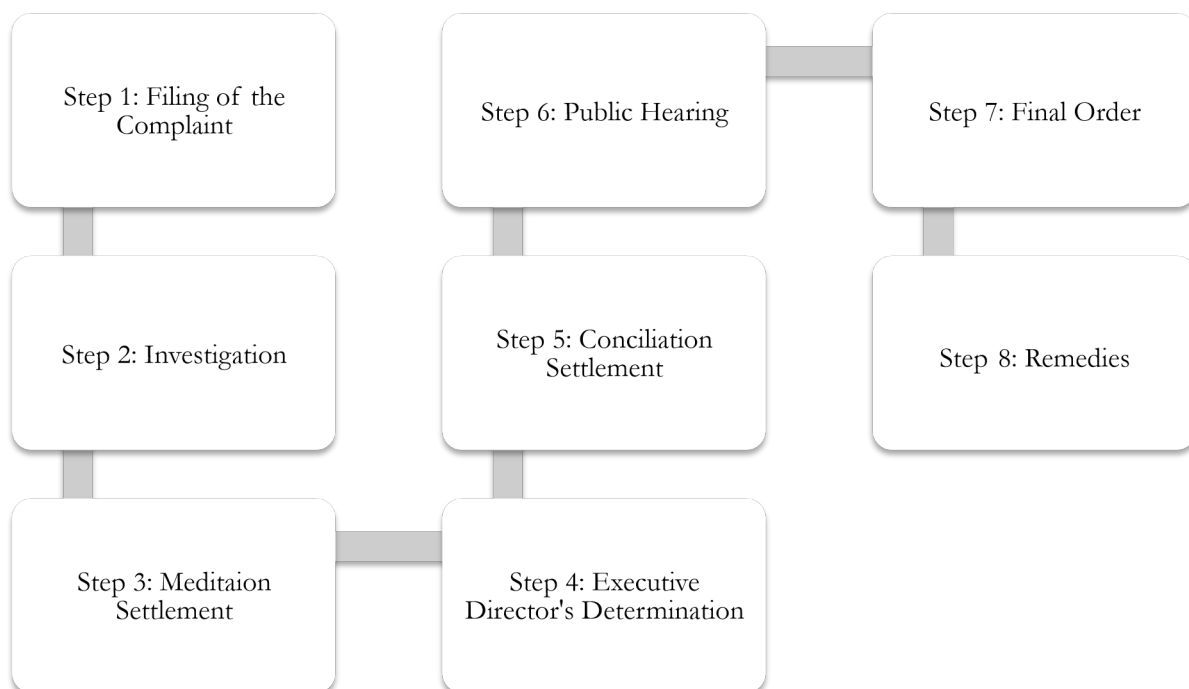 Step 1: Filing of the
Complaint
Step 2: Investigation
Step 3: Meditaion
Settlement
Step 4: Executive
Director's Determination
Step 5: Conciliation
Settlement
Step 6: Public Hearing
Step 7: Final Order
Step 8: Remedies